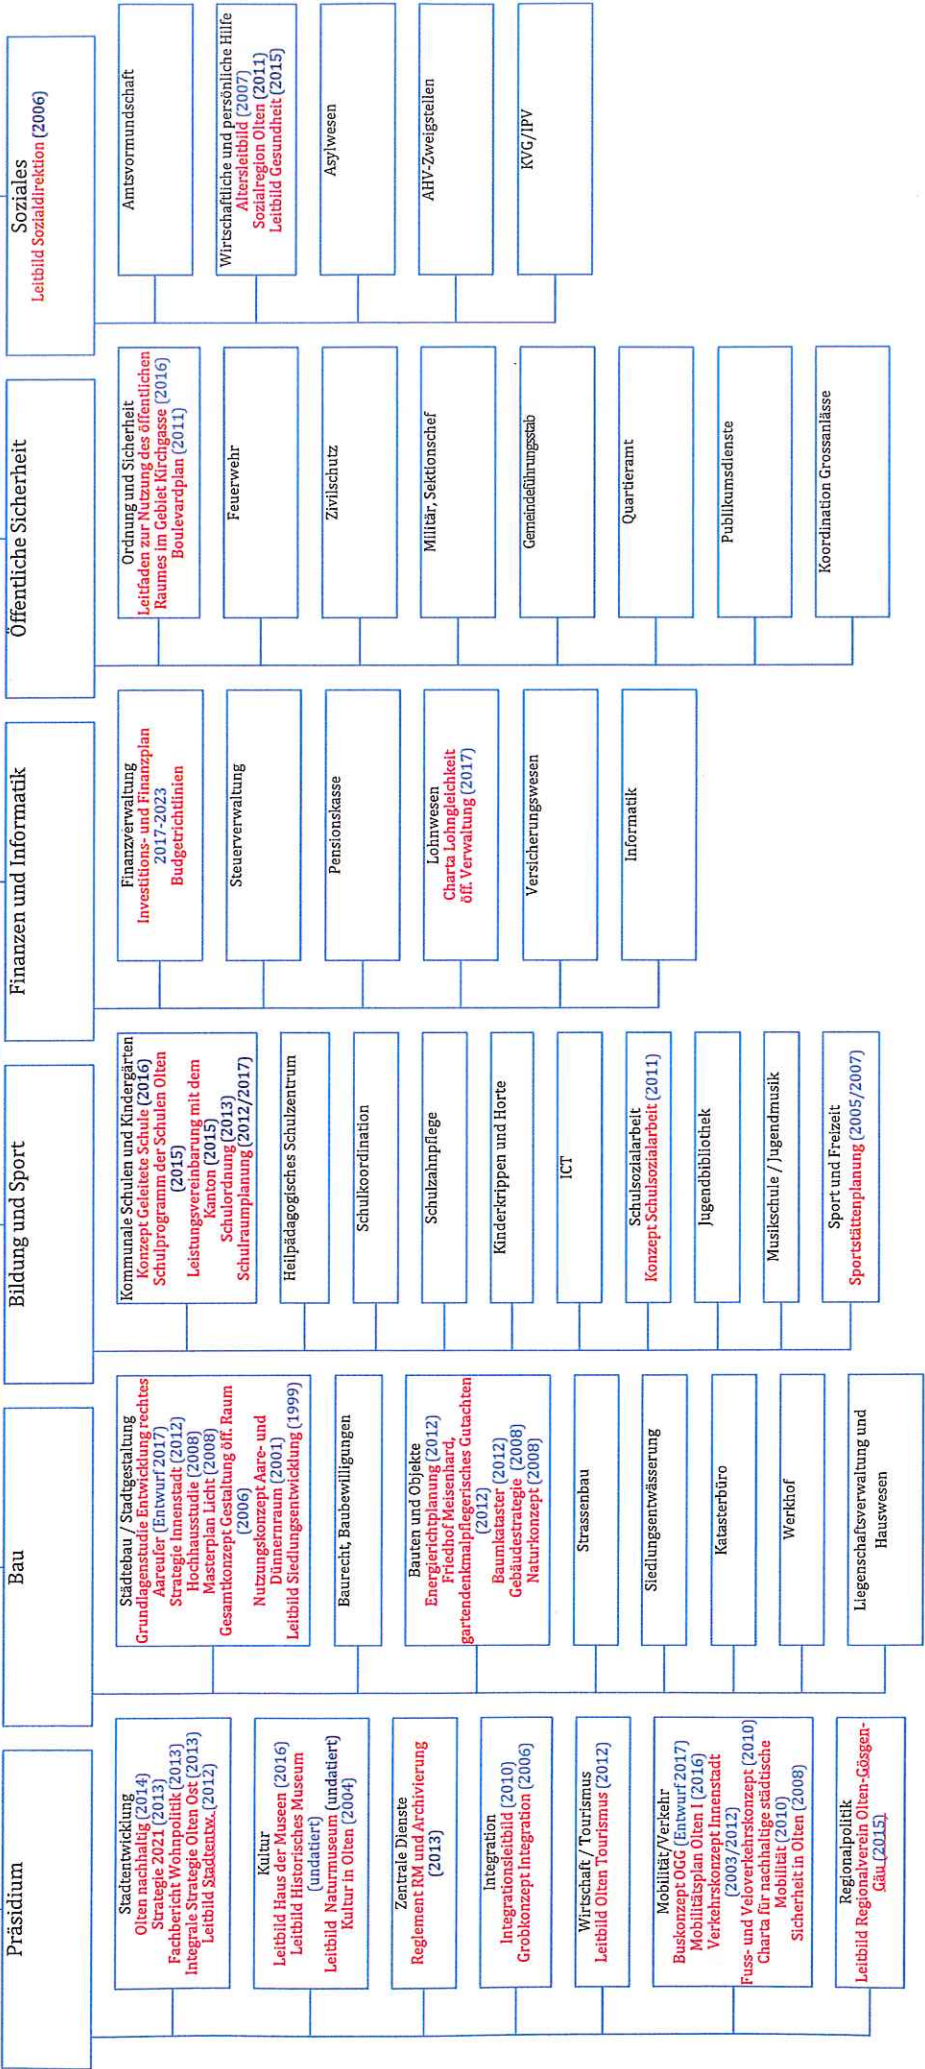 Präsidium
Stadtentwicklung
Olten nachhaltig (2014)
Strategie 2021 (2013)
Fachbericht Wohnpolitik (2013)
Integrale Strategie Olten Ost (2013)
Leitbild Stadtentw. (2012)
Kultur
Leitbild Haus der Museen (2016)
Leitbild Historisches Museum
(undatiert)
Leitbild Naturmuseum (undatiert)
Kultur in Olten (2004)
Zentrale Dienste
Reglement RM und Archivierung
(2013)
Integration
Integrationsleitbild (2010)
Grobkonzept Integration (2006)
Wirtschaft / Tourismus
Leitbild Olten Tourismus (2012)
Mobilität/Verkehr
Buskonzept OGG (Entwurf 2017)
Mobilitätsplan Olten I (2016)
Verkehrskonzept Innenstadt
(2003/2012)
Fuss- und Veloverkehrskonzept (2010)
Charta für nachhaltige städtische
Mobilität (2010)
Sicherheit in Olten (2008)
Regionalpolitik
Leitbild Regionalverein Olten-Gösgen-
Gäu (2015)
Bau
Städtebau / Stadtgestaltung
Grundlagenstudie Entwicklung rechtes
Aareufer (Entwurf 2017)
Strategie Innenstadt (2012)
Hochhausstudie (2008)
Masterplan Licht (2008)
Gesamtkonzept Gestaltung öff. Raum
(2006)
Nutzungskonzept Aare- und
Dünnernraum (2001)
Leitbild Siedlungsentwicklung (1999)
Baurecht, Baubewilligungen
Bauten und Objekte
Energierichtplanung (2012)
Friedhof Meisenhard,
gartendenkmalpflegerisches Gutachten
(2012)
Baumkataster (2012)
Gebäudestrategie (2008)
Naturkonzept (2008)
Strassenbau
Siedlungsentwässerung
Katasterbüro
Werkhof
Liegenschaftsverwaltung und
Hauswesen
Bildung und Sport
Kommunale Schulen und Kindergärten
Konzept Geleitete Schule (2016)
Schulprogramm der Schulen Olten
(2015)
Leistungsvereinbarung mit dem
Kanton (2015)
Schulordnung (2013)
Schulraumplanung (2012/2017)
Heilpädagogisches Schulzentrum
Schulkoordination
Schulzahnpflege
Kinderkrippen und Horte
ICT
Schulsozialarbeit
Konzept Schulsozialarbeit (2011)
Jugendbibliothek
Musikschule / Jugendmusik
Sport und Freizeit
Sportstättenplanung (2005/2007)
Finanzen und Informatik
Finanzverwaltung
Investitions- und Finanzplan
2017-2023
Budgetrichtlinien
Steuerverwaltung
Pensionskasse
Lohnwesen
Charta Lohngleichkeit
öff. Verwaltung (2017)
Versicherungswesen
Informatik
Öffentliche Sicherheit
Ordnung und Sicherheit
Leitfaden zur Nutzung des öffentlichen
Raumes im Gebiet Kirchgasse (2016)
Boulevardplan (2011)
Feuerwehr
Zivilschutz
Militär, Sektionschef
Gemeindeführungsstab
Quartieramt
Publikumsdienste
Koordination Grossanlässe
Soziales
Leitbild Sozialdirektion (2006)
Amtsvormundschaft
Wirtschaftliche und persönliche Hilfe
Altersleitbild (2007)
Sozialregion Olten (2011)
Leitbild Gesundheit (2015)
Asylwesen
AHV-Zweigstellen
KVG/IPV